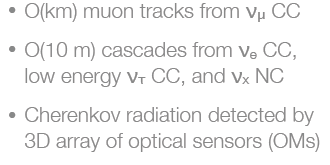 • O(km) muon tracks from νμ CC
• O(10 m) cascades from νe CC,
low energy ντ CC, and νx NC
• Cherenkov radiation detected by
3D array of optical sensors (OMs)